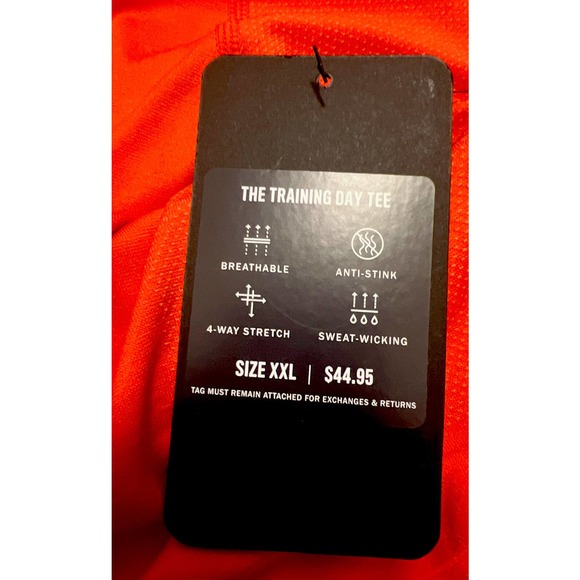 THE TRAINING DAY TEE
BREATHABLE ANTI-STINK
4-WAY STRETCH SWEAT-WICKING
SIZE XXL | $44.95
TAG MUST REMAIN ATTACHED FOR EXCHANGES & RETURNS